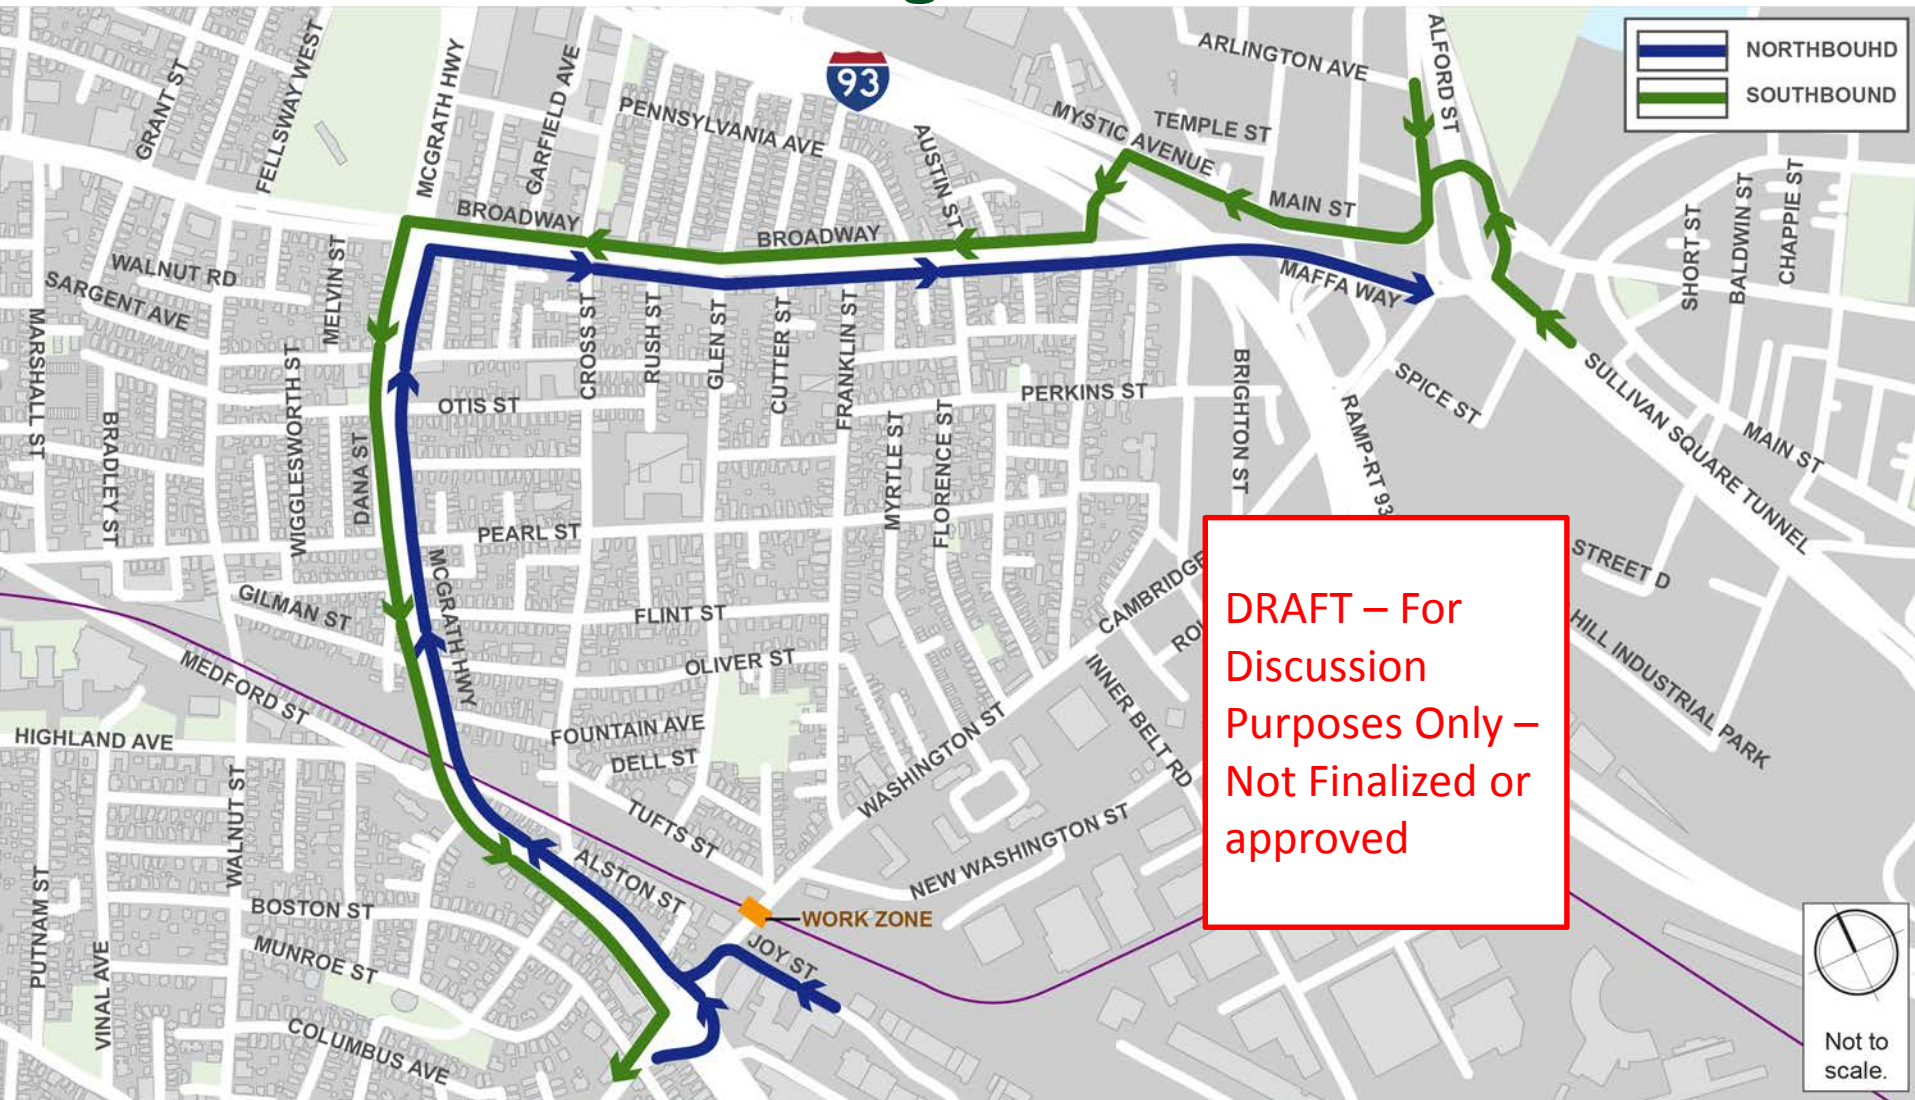 NORTHBOUHD
SOUTHBOUND
93
ARLINGTON AVE
ALFORD ST
GRANT ST
FELLSWAY WEST
MCGRATH HWY
GARFIELD AVE
PENNSYLVANIA AVE
AUSTIN ST
MYSTIC AVENUE
TEMPLE ST
MAIN ST
BROADWAY
BROADWAY
MAFFA WAY
SHORT ST
BALDWIN ST
CHAPPIE ST
WALNUT RD
SARGENT AVE
MELVIN ST
MARSHALL ST
BRADLEY ST
WIGGLESWORTH ST
DANA ST
OTIS ST
CROSS ST
RUSH ST
GLEN ST
CUTTER ST
FRANKLIN ST
MYRTLE ST
FLORENCE ST
PERKINS ST
BRIGHTON ST
RAMP-RT 93
SPICE ST
SULLIVAN SQUARE TUNNEL
MAIN ST
PEARL ST
MCGRATH HWY
GILMAN ST
FLINT ST
OLIVER ST
CAMBRIDGE
INNER BELT RD
STREET D
HILL INDUSTRIAL PARK
DRAFT – For
Discussion
Purposes Only –
Not Finalized or
approved
MEDFORD ST
HIGHLAND AVE
FOUNTAIN AVE
DELL ST
WASHINGTON ST
TUFTS ST
NEW WASHINGTON ST
WALNUT ST
PUTNAM ST
VINAL AVE
BOSTON ST
MUNROE ST
COLUMBUS AVE
ALSTON ST
WORK ZONE
JOY ST
Not to
scale.